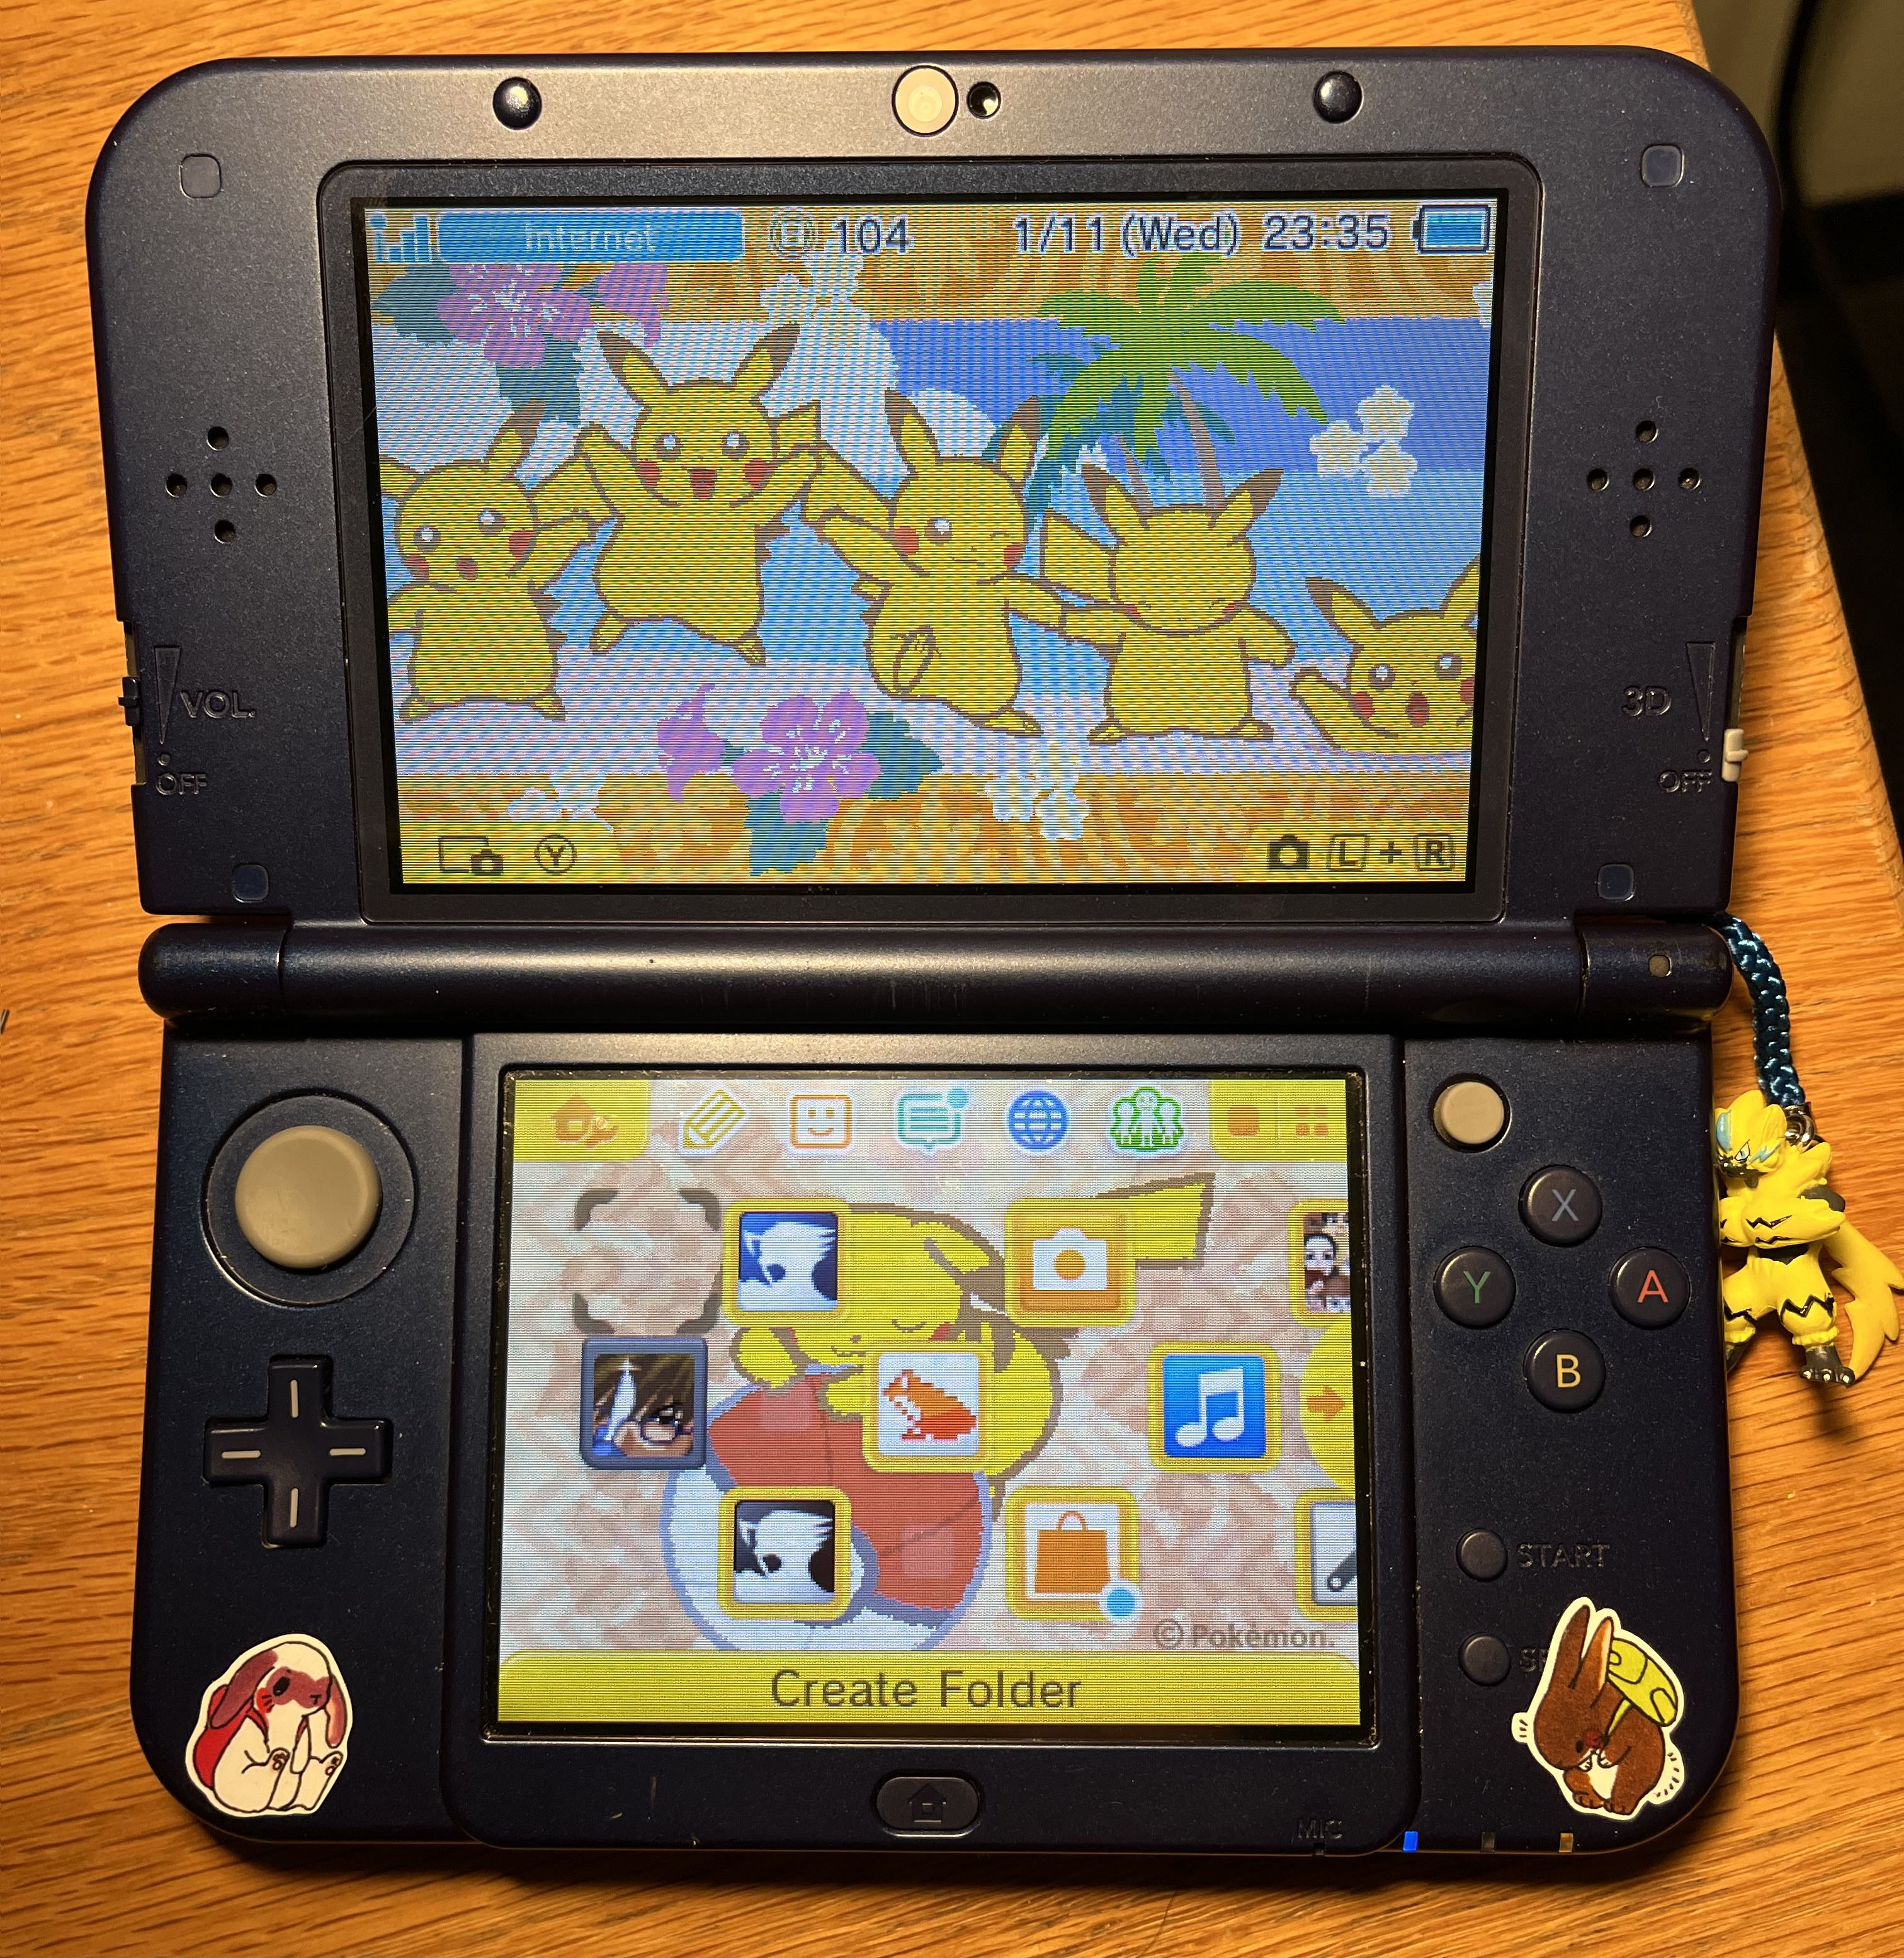 Internet 104 1/11 (Wed) 23:35
VOL.
OFF
3D
OFF
Y
L + R
X
Y
A
B
© Pokémon.
START
Create Folder
MIC